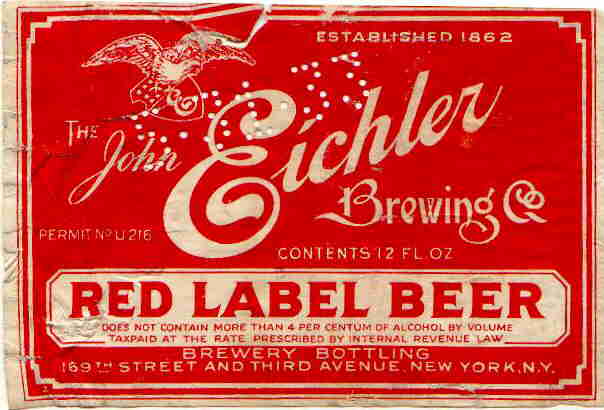 ESTABLISHED 1862
THE
John Eichler
Brewing Co
PERMIT No U 216
CONTENTS 12 FL. OZ
RED LABEL BEER
DOES NOT CONTAIN MORE THAN 4 PER CENTUM OF ALCOHOL BY VOLUME
TAXPAID AT THE RATE PRESCRIBED BY INTERNAL REVENUE LAW
BREWERY BOTTLING
169TH STREET AND THIRD AVENUE, NEW YORK, N.Y.